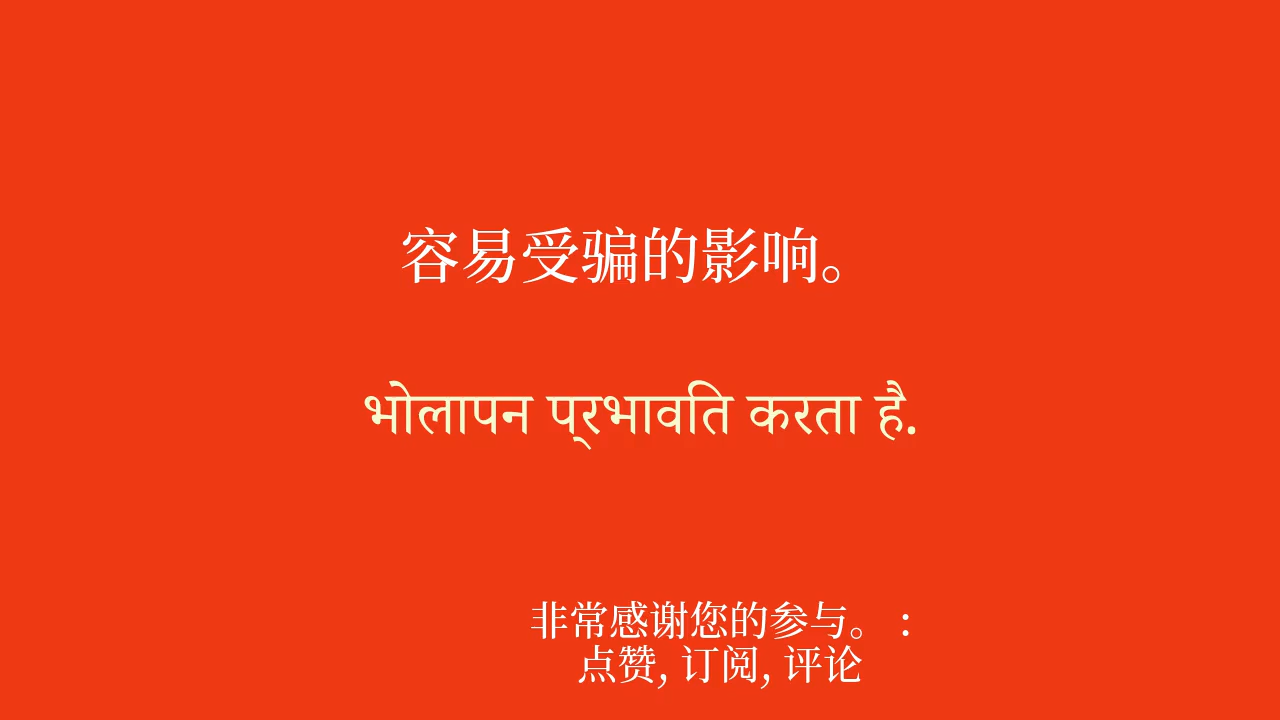 容易受骗的影响。
भोलापन प्रभावति करता है.
非常感谢您的参与。 :
点赞, 订阅, 评论